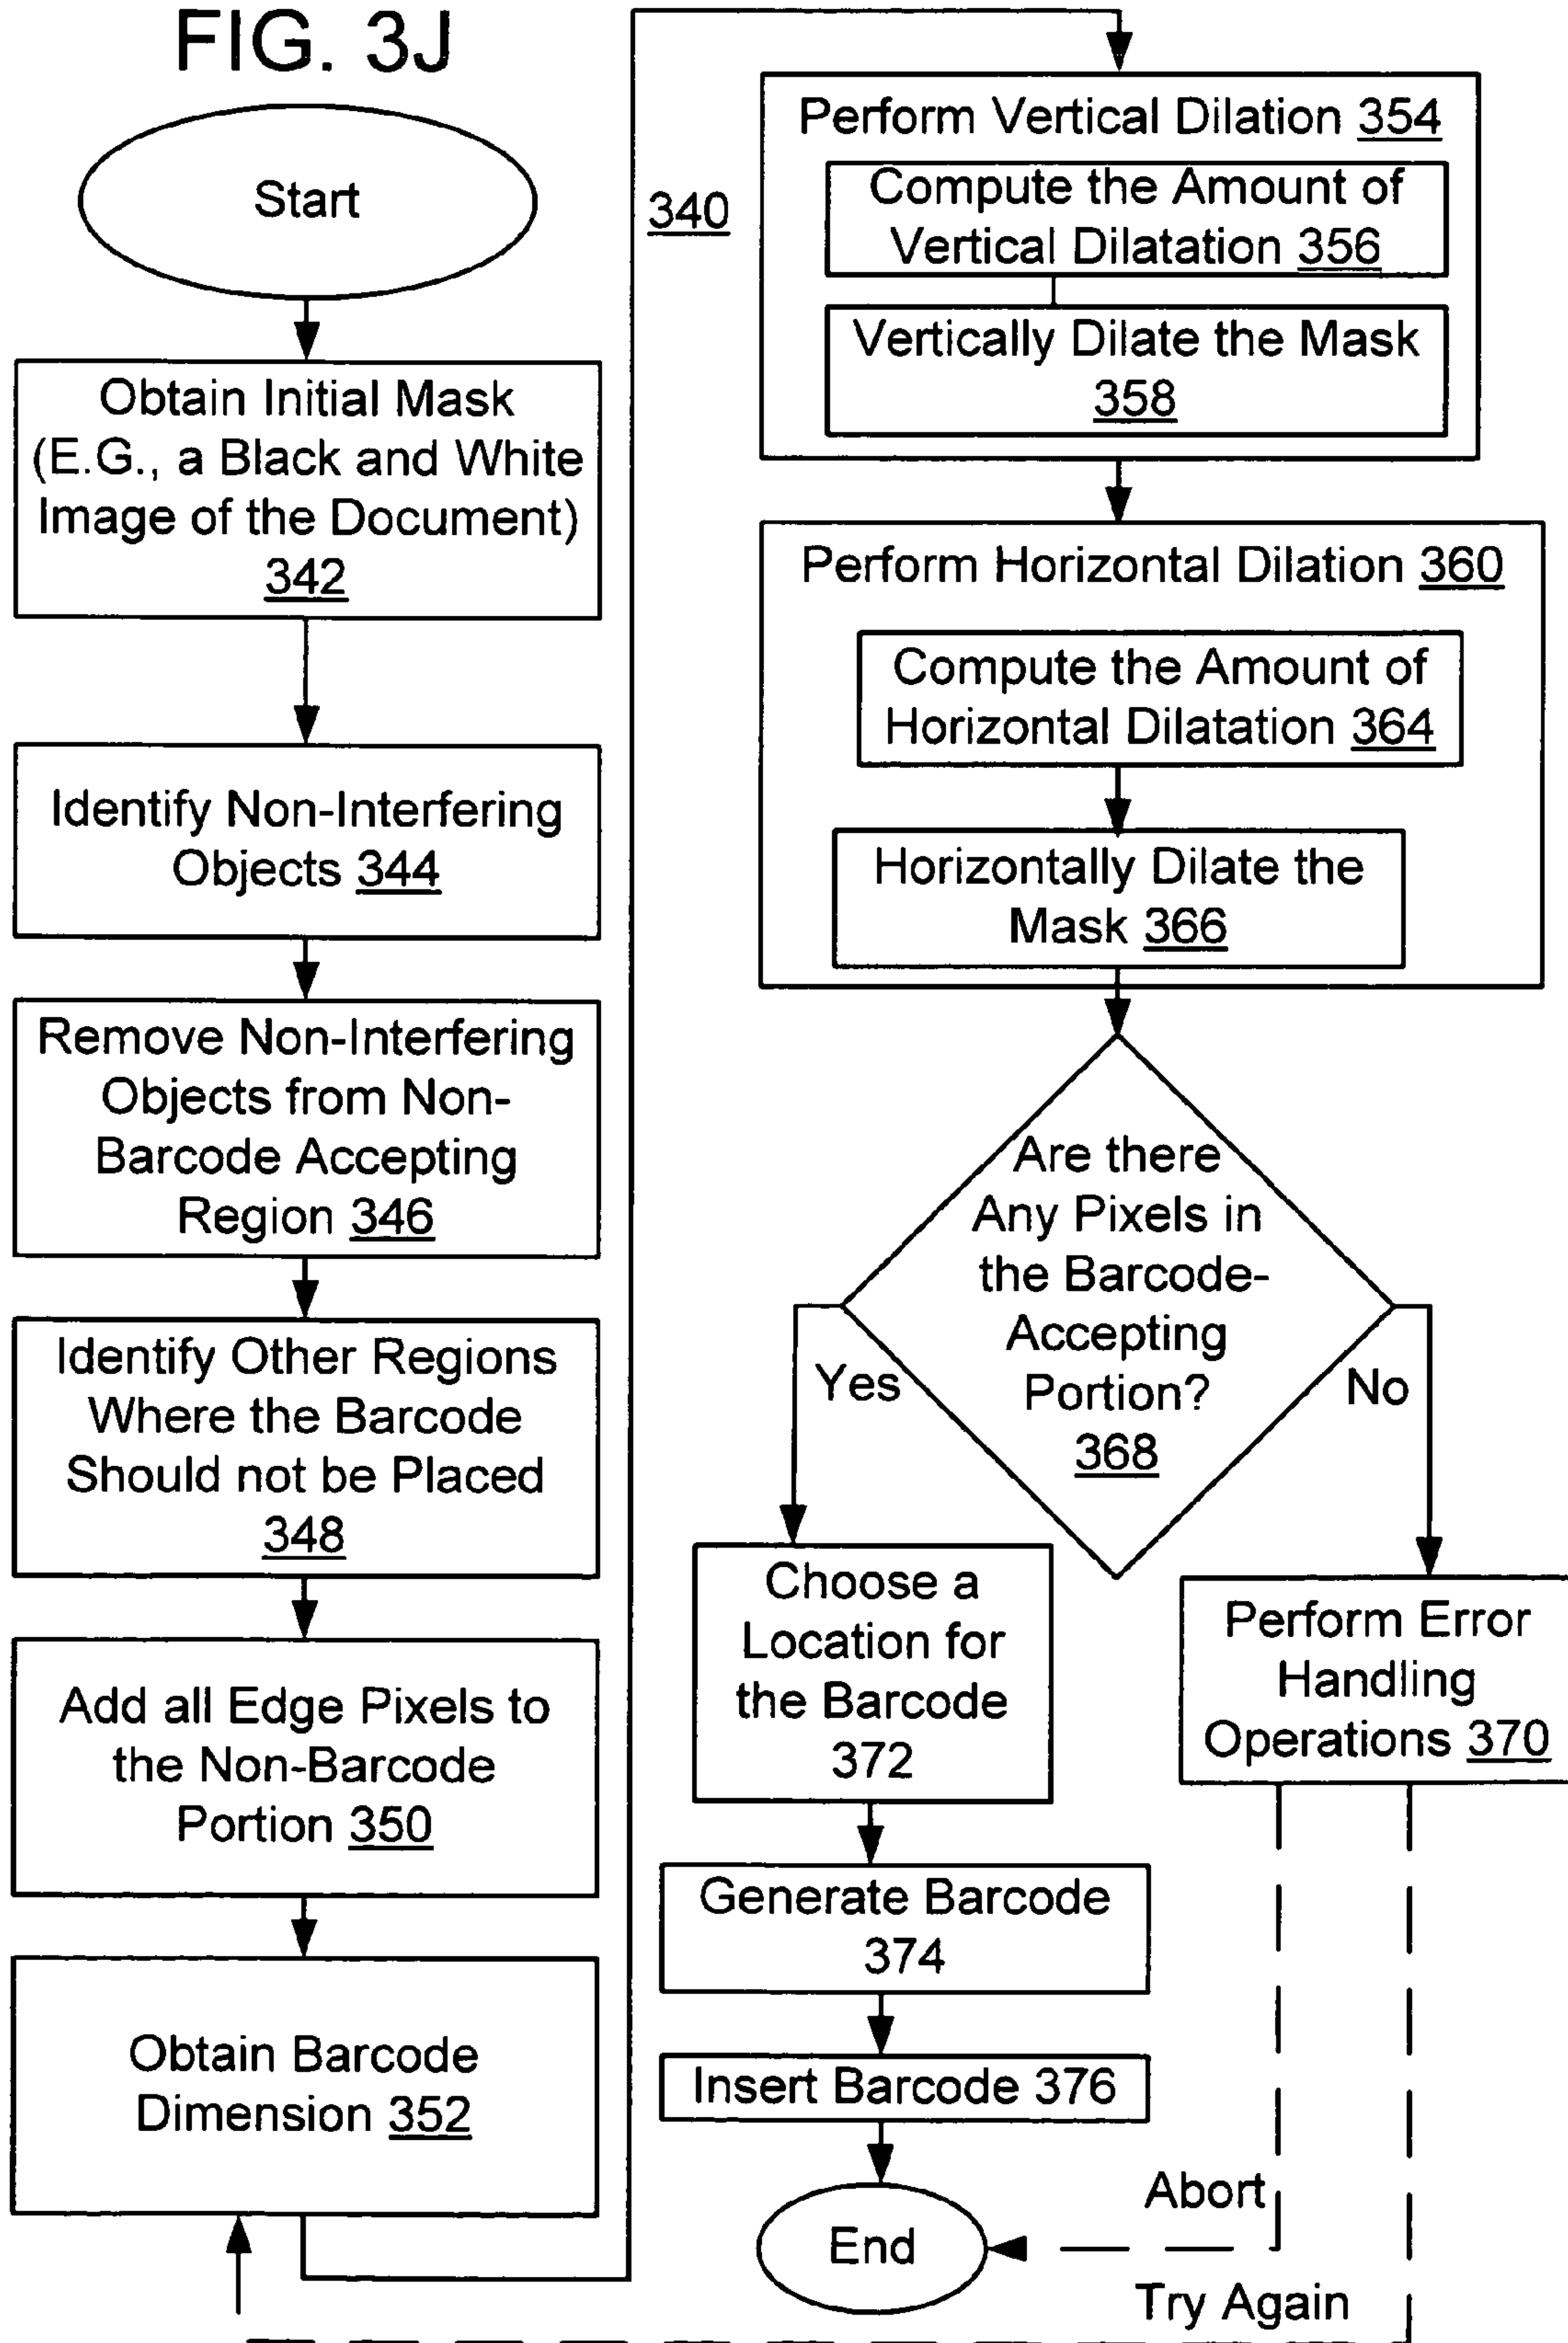 FIG. 3J
Start
Obtain Initial Mask
(E.G., a Black and White
Image of the Document)
342
Identify Non-Interfering
Objects 344
Remove Non-Interfering
Objects from Non-
Barcode Accepting
Region 346
Identify Other Regions
Where the Barcode
Should not be Placed
348
Add all Edge Pixels to
the Non-Barcode
Portion 350
Obtain Barcode
Dimension 352
340
Perform Vertical Dilation 354
Compute the Amount of
Vertical Dilatation 356
Vertically Dilate the Mask
358
Perform Horizontal Dilation 360
Compute the Amount of
Horizontal Dilatation 364
Horizontally Dilate the
Mask 366
Are there
Any Pixels in
the Barcode-
Accepting
Portion?
368
Yes
No
Choose a
Location for
the Barcode
372
Perform Error
Handling
Operations 370
Generate Barcode
374
Insert Barcode 376
End
Abort
Try Again